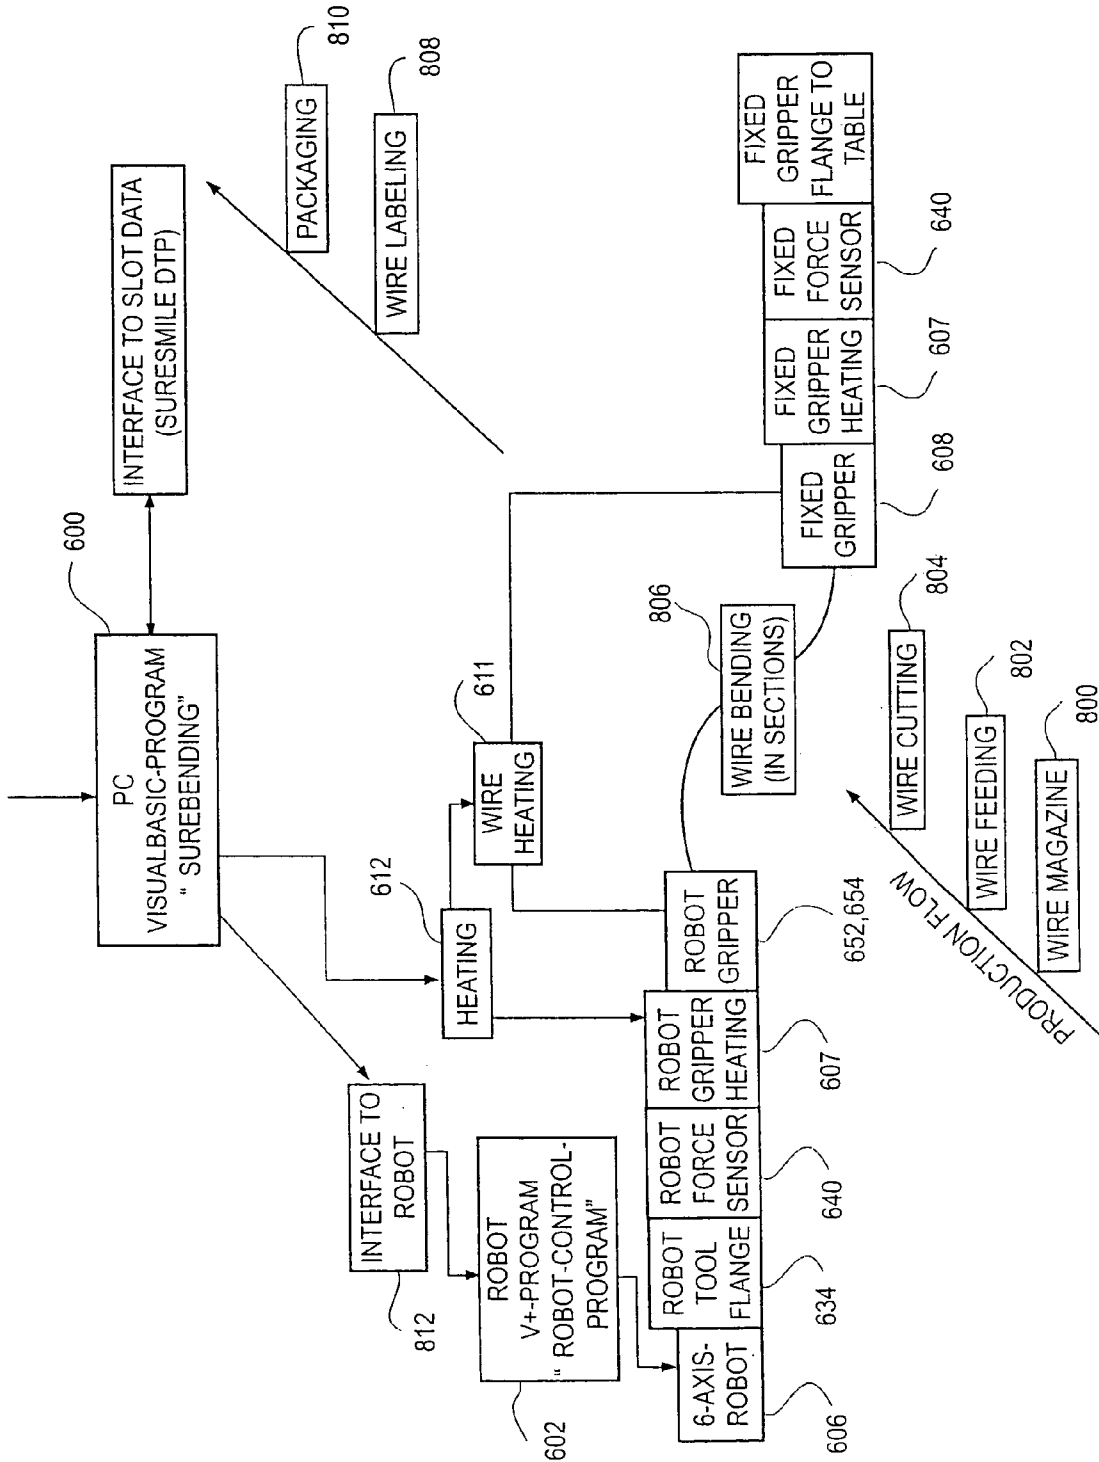 PC
VISUALBASIC-PROGRAM
“ SUREBENDING”
600
INTERFACE TO SLOT DATA
(SURESMILE DTP)
INTERFACE TO
ROBOT
812
HEATING
612
WIRE
HEATING
611
PACKAGING
810
WIRE LABELING
808
ROBOT
V+-PROGRAM
“ ROBOT-CONTROL-
PROGRAM”
602
6-AXIS-
ROBOT
606
ROBOT
TOOL
FLANGE
634
ROBOT
FORCE
SENSOR
640
ROBOT
GRIPPER
HEATING
607
ROBOT
GRIPPER
652,654
WIRE BENDING
(IN SECTIONS)
806
FIXED
GRIPPER
608
FIXED
GRIPPER
HEATING
607
FIXED
FORCE
SENSOR
640
FIXED
GRIPPER
FLANGE TO
TABLE
PRODUCTION FLOW
WIRE CUTTING
804
WIRE FEEDING
802
WIRE MAGAZINE
800